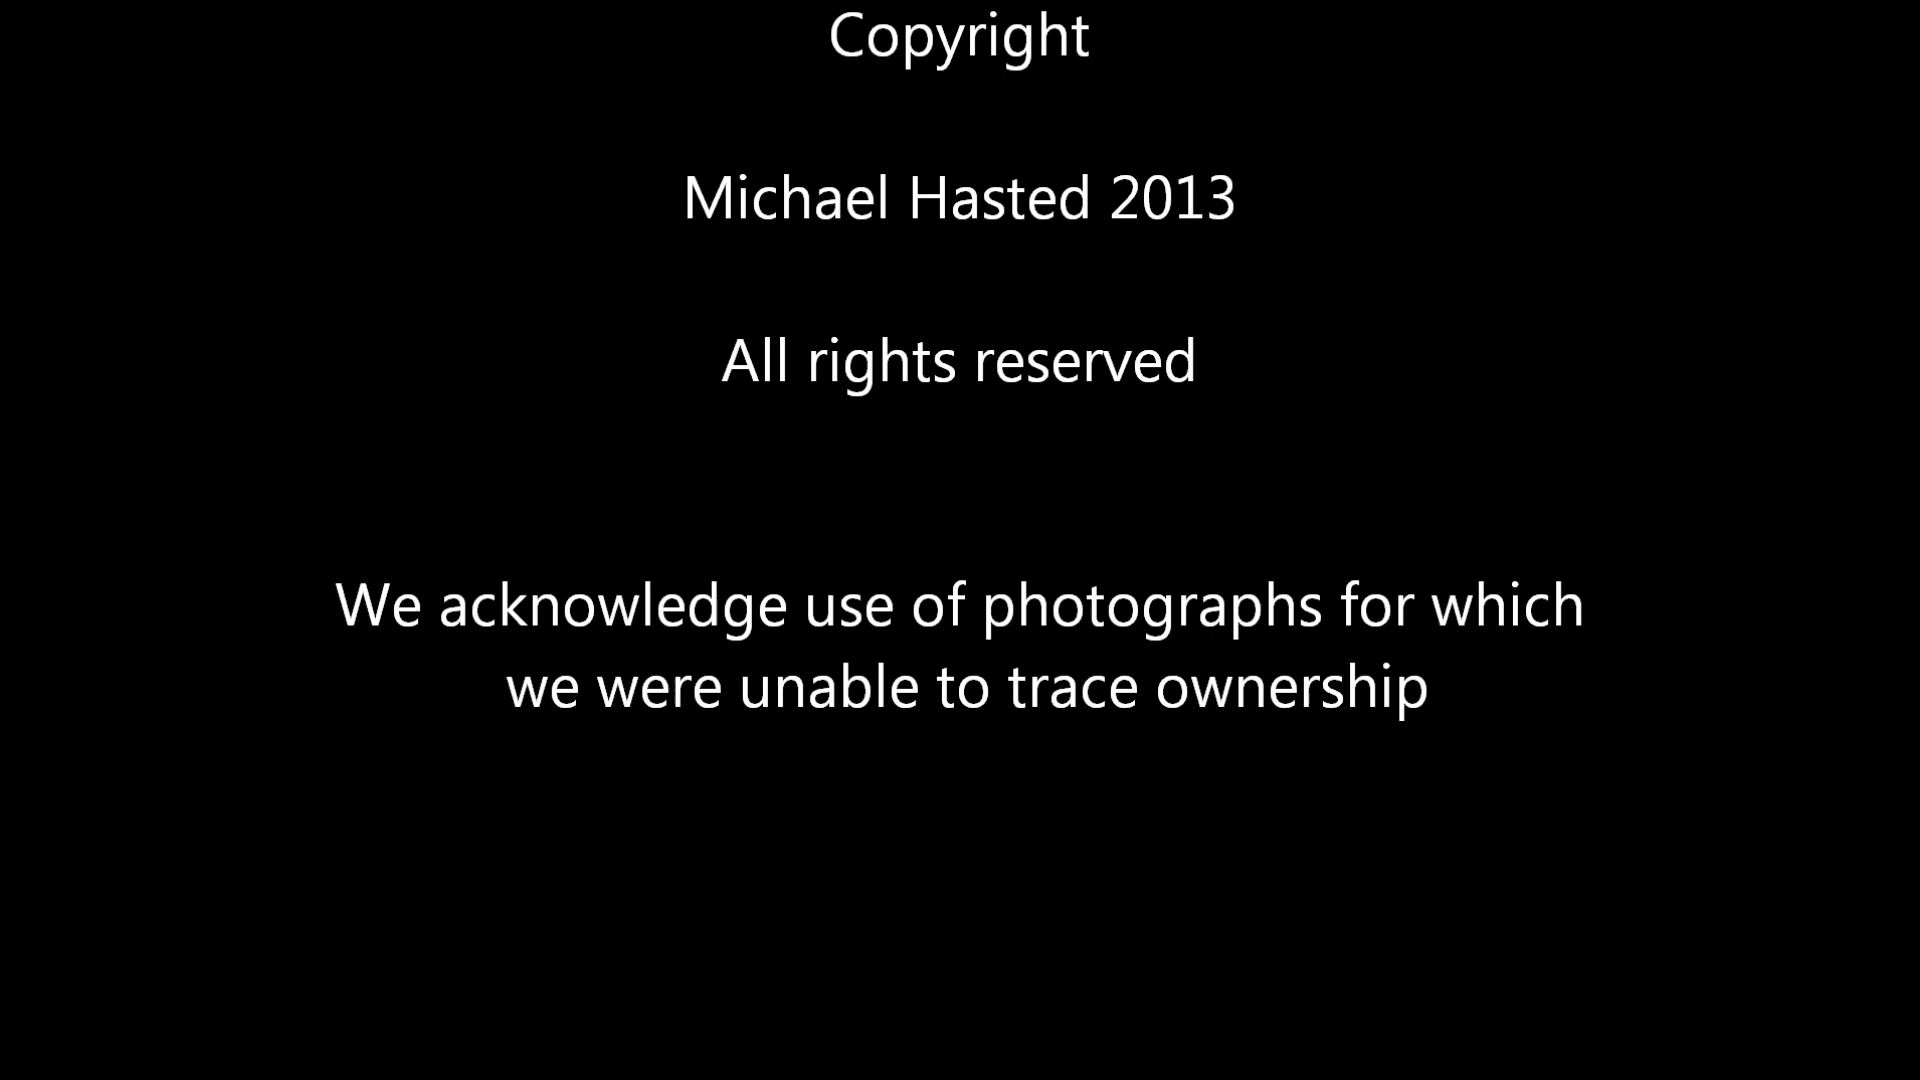 Copyright
Michael Hasted 2013
All rights reserved
We acknowledge use of photographs for which
we were unable to trace ownership